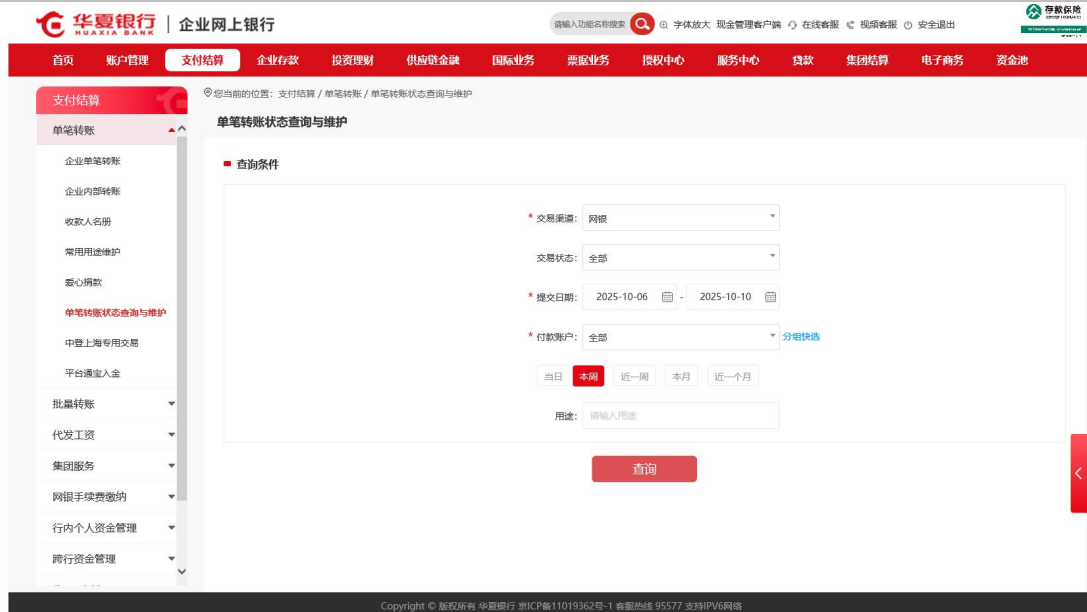 华夏银行 企业网上银行
HUAXIA BANK
请输入功能名称搜索 字体放大 现金管理客户端 在线客服 视频客服 安全退出
存款保险
首页 账户管理 支付结算 企业存款 投资理财 供应链金融 国际业务 票据业务 授权中心 服务中心 贷款 集团结算 电子商务 资金池
支付结算
单笔转账
企业单笔转账
企业内部转账
收款人名册
常用用途维护
爱心捐款
单笔转账状态查询与维护
中登上海专用交易
平台通宝入金
批量转账
代发工资
集团服务
网银手续费缴纳
行内个人资金管理
跨行资金管理
您当前的位置：支付结算 / 单笔转账 / 单笔转账状态查询与维护
单笔转账状态查询与维护
查询条件
* 交易渠道: 网银
交易状态: 全部
* 提交日期: 2025-10-06 - 2025-10-10
* 付款账户: 全部 分组快选
当日 本周 近一周 本月 近一个月
用途: 请输入用途
查询
Copyright © 版权所有 华夏银行 京ICP备11019362号-1 客服热线 95577 支持IPV6网络